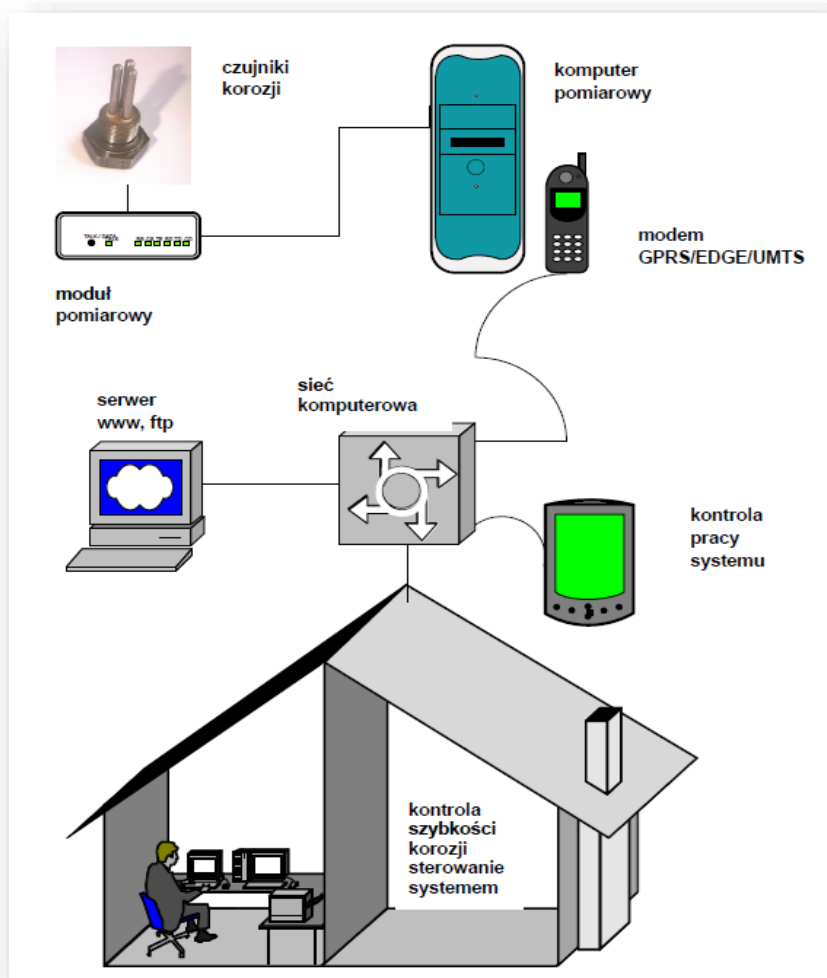 czujniki
korozji
komputer
pomiarowy
modem
GPRS/EDGE/UMTS
moduł
pomiarowy
sieć
komputerowa
serwer
www, ftp
kontrola
pracy
systemu
kontrola
szybkości
korozji
sterowanie
systemem